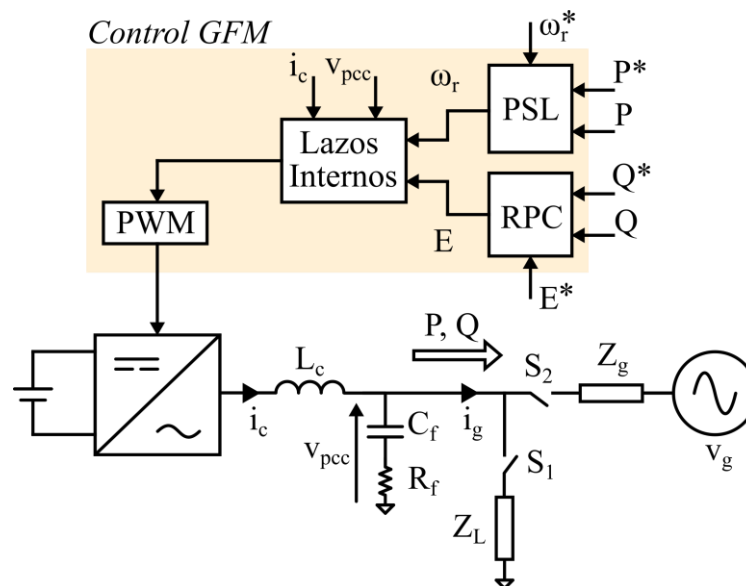 Control GFM
ω_r^*
i_c
v_pcc
ω_r
PSL
P*
P
Lazos
Internos
PWM
E
RPC
Q*
Q
E*
P, Q
L_c
i_c
v_pcc
C_f
R_f
i_g
S_2
Z_g
v_g
S_1
Z_L